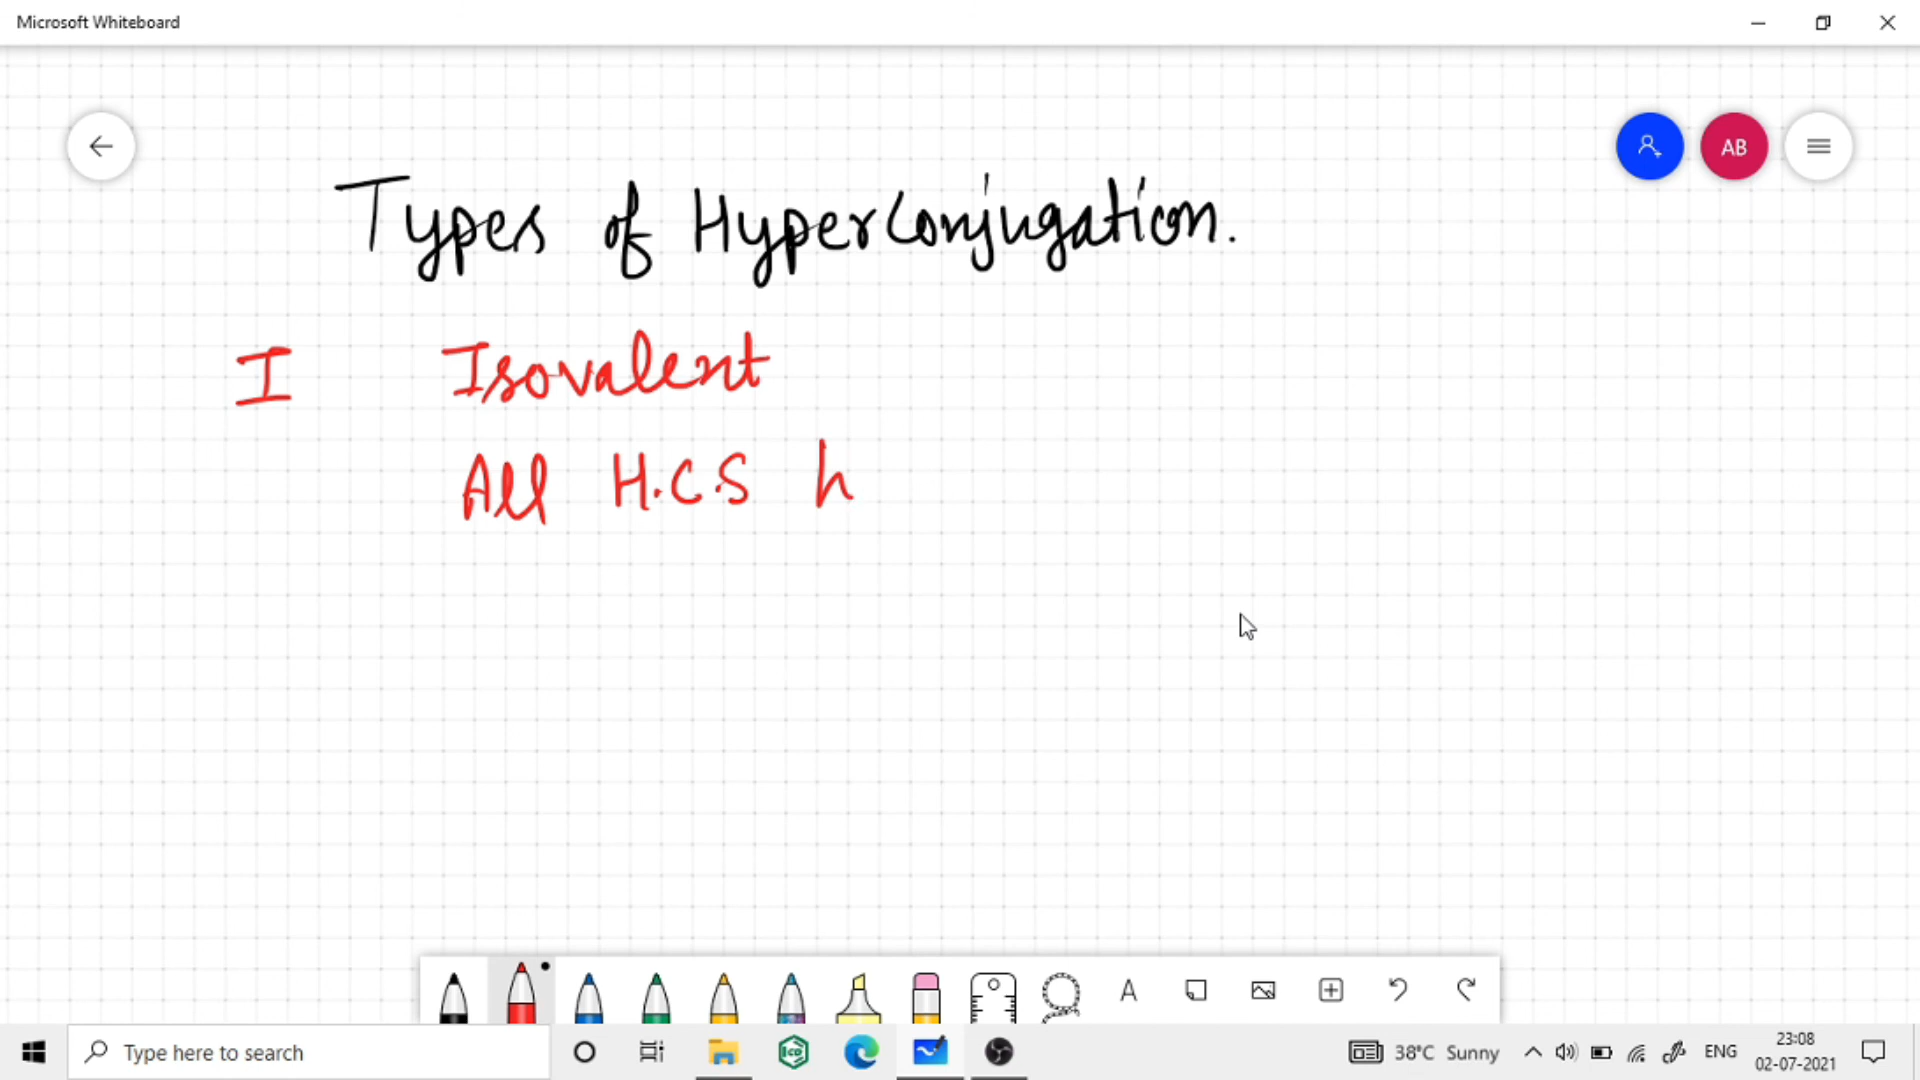 Microsoft Whiteboard
AB
Types of Hyperconjugation.
I Isovalent
All H.C.S h
A
Type here to search
38°C Sunny
ENG
23:08
02-07-2021